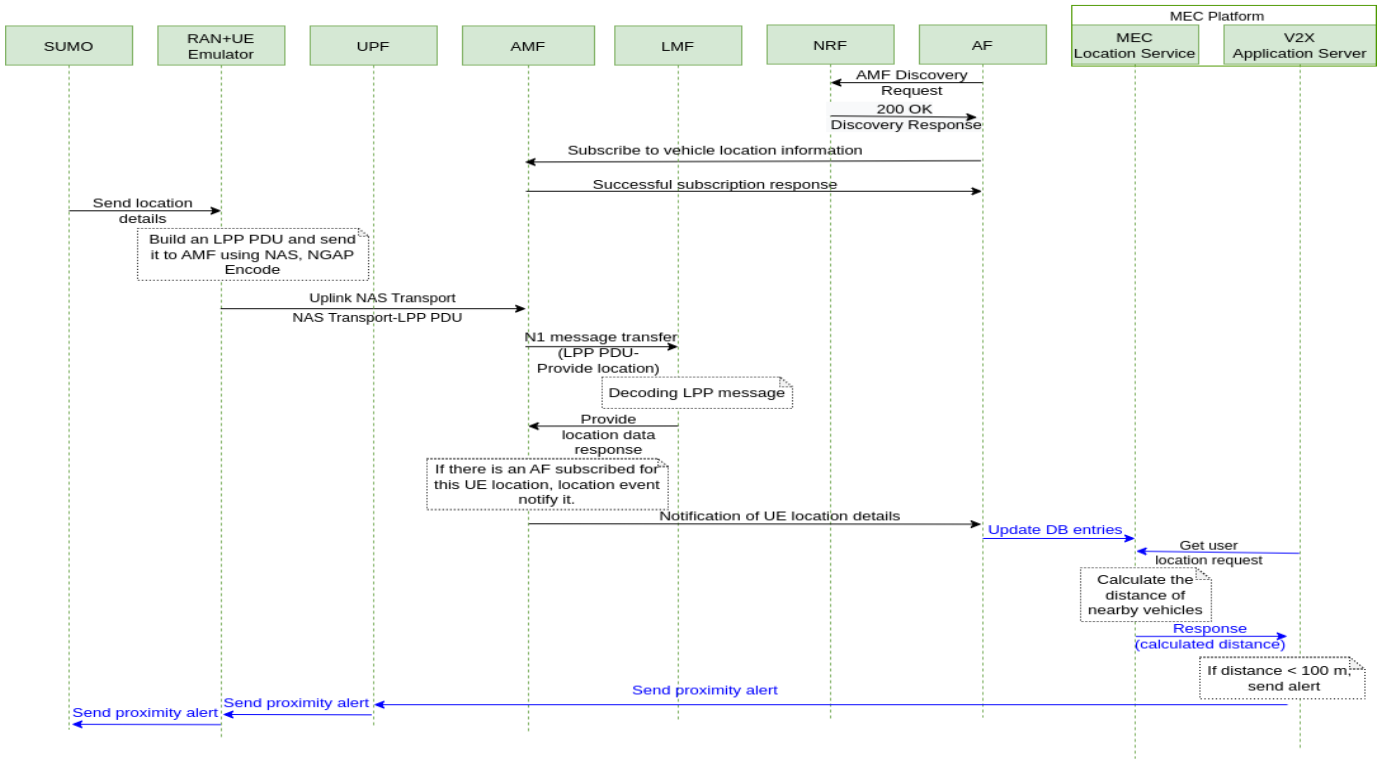 MEC Platform
SUMO
RAN+UE
Emulator
UPF
AMF
LMF
NRF
AF
MEC
Location Service
V2X
Application Server
AMF Discovery
Request
200 OK
Discovery Response
Subscribe to vehicle location information
Successful subscription response
Send location
details
Build an LPP PDU and send
it to AMF using NAS, NGAP
Encode
Uplink NAS Transport
NAS Transport-LPP PDU
N1 message transfer
(LPP PDU-
Provide location)
Decoding LPP message
Provide
location data
response
If there is an AF subscribed for
this UE location, location event
notify it.
Notification of UE location details
Update DB entries
Get user
location request
Calculate the
distance of
nearby vehicles
Response
(calculated distance)
If distance < 100 m,
send alert
Send proximity alert
Send proximity alert
Send proximity alert